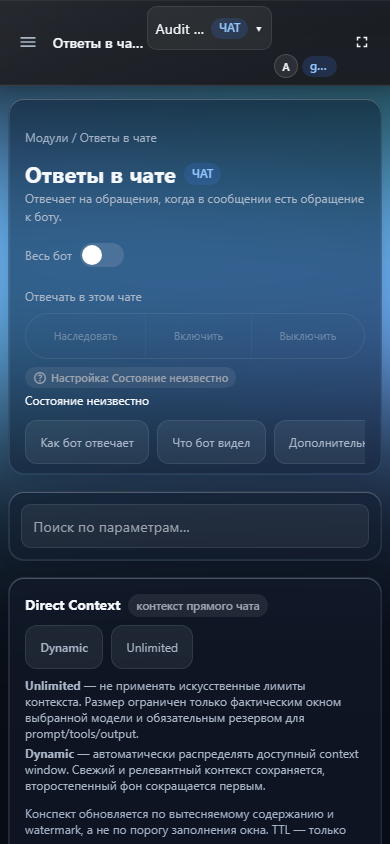 Ответы в ча...
Audit ...
ЧАТ
A
g...
Модули / Ответы в чате
Ответы в чате
ЧАТ
Отвечает на обращения, когда в сообщении есть обращение
к боту.
Весь бот
Отвечать в этом чате
Наследовать
Включить
Выключить
Настройка: Состояние неизвестно
Состояние неизвестно
Как бот отвечает
Что бот видел
Дополнитель
Поиск по параметрам...
Direct Context
контекст прямого чата
Dynamic
Unlimited
Unlimited — не применять искусственные лимиты
контекста. Размер ограничен только фактическим окном
выбранной модели и обязательным резервом для
prompt/tools/output.
Dynamic — автоматически распределять доступный context
window. Свежий и релевантный контекст сохраняется,
второстепенный фон сокращается первым.
Конспект обновляется по вытесняемому содержанию и
watermark, а не по порогу заполнения окна. TTL — только